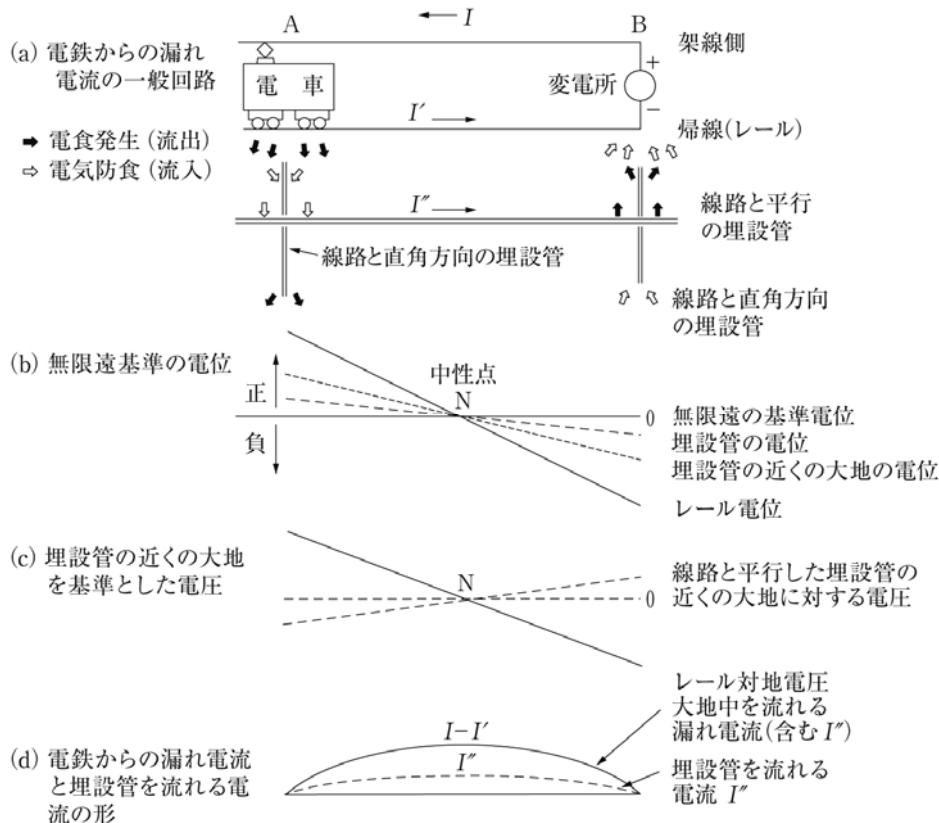 (a) 電鉄からの漏れ
電流の一般回路
A
I
B
架線側
電 車
変電所
+
−
I′
帰線(レール)
➡ 電食発生 (流出)
⇨ 電気防食 (流入)
I″
線路と平行
の埋設管
線路と直角方向の埋設管
線路と直角方向
の埋設管
(b) 無限遠基準の電位
正
負
中性点
N
0
無限遠の基準電位
埋設管の電位
埋設管の近くの大地の電位
レール電位
(c) 埋設管の近くの大地
を基準とした電圧
N
0
線路と平行した埋設管の
近くの大地に対する電圧
レール対地電圧
大地中を流れる
漏れ電流(含む I″)
(d) 電鉄からの漏れ電流
と埋設管を流れる電
流の形
I−I′
I″
埋設管を流れる
電流 I″